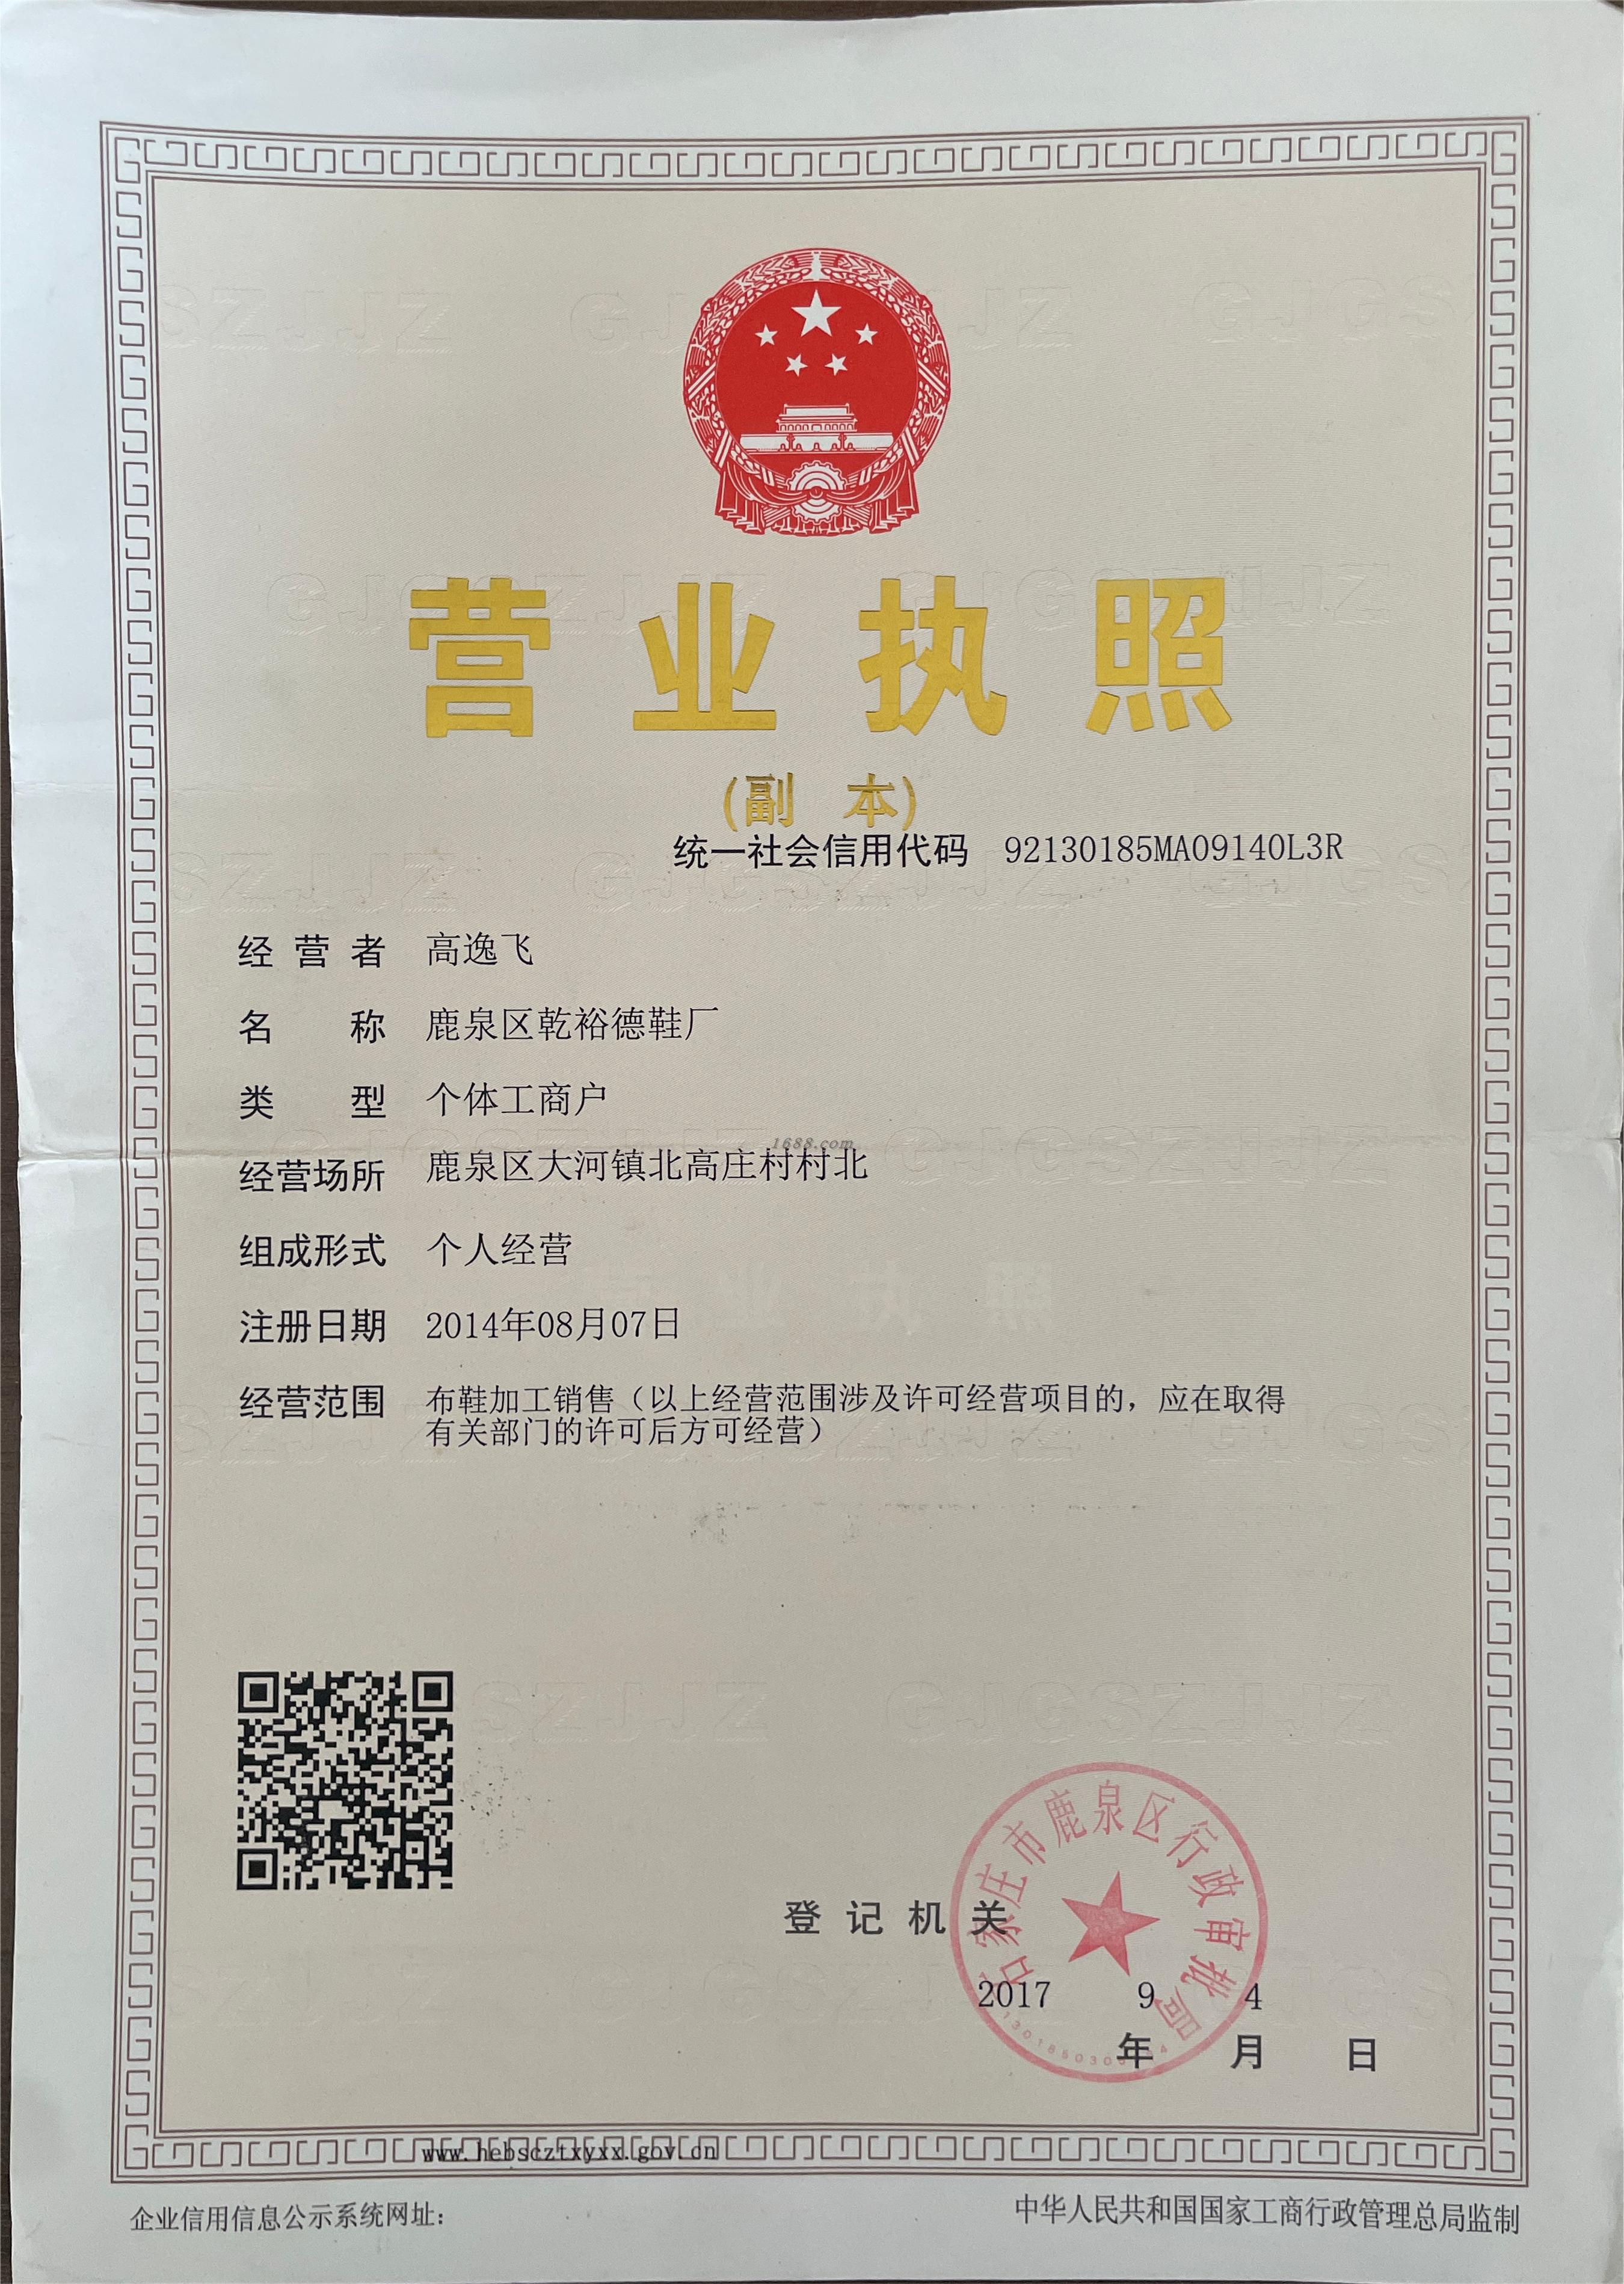 营业执照
(副 本)
统一社会信用代码 92130185MA09140L3R
经营者 高逸飞
名称 鹿泉区乾裕德鞋厂
类型 个体工商户
1688.com
经营场所 鹿泉区大河镇北高庄村村北
组成形式 个人经营
注册日期 2014年08月07日
经营范围 布鞋加工销售（以上经营范围涉及许可经营项目的，应在取得
有关部门的许可后方可经营）
石家庄市鹿泉区行政审批局
登记机关
2017 9 4
年 月 日
www.hebscztxyxx.gov.cn
企业信用信息公示系统网址：
中华人民共和国国家工商行政管理总局监制